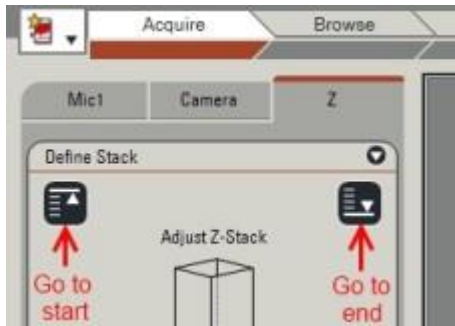 Acquire Browse
Mic1 Camera Z
Define Stack
Adjust Z-Stack
Go to start
Go to end